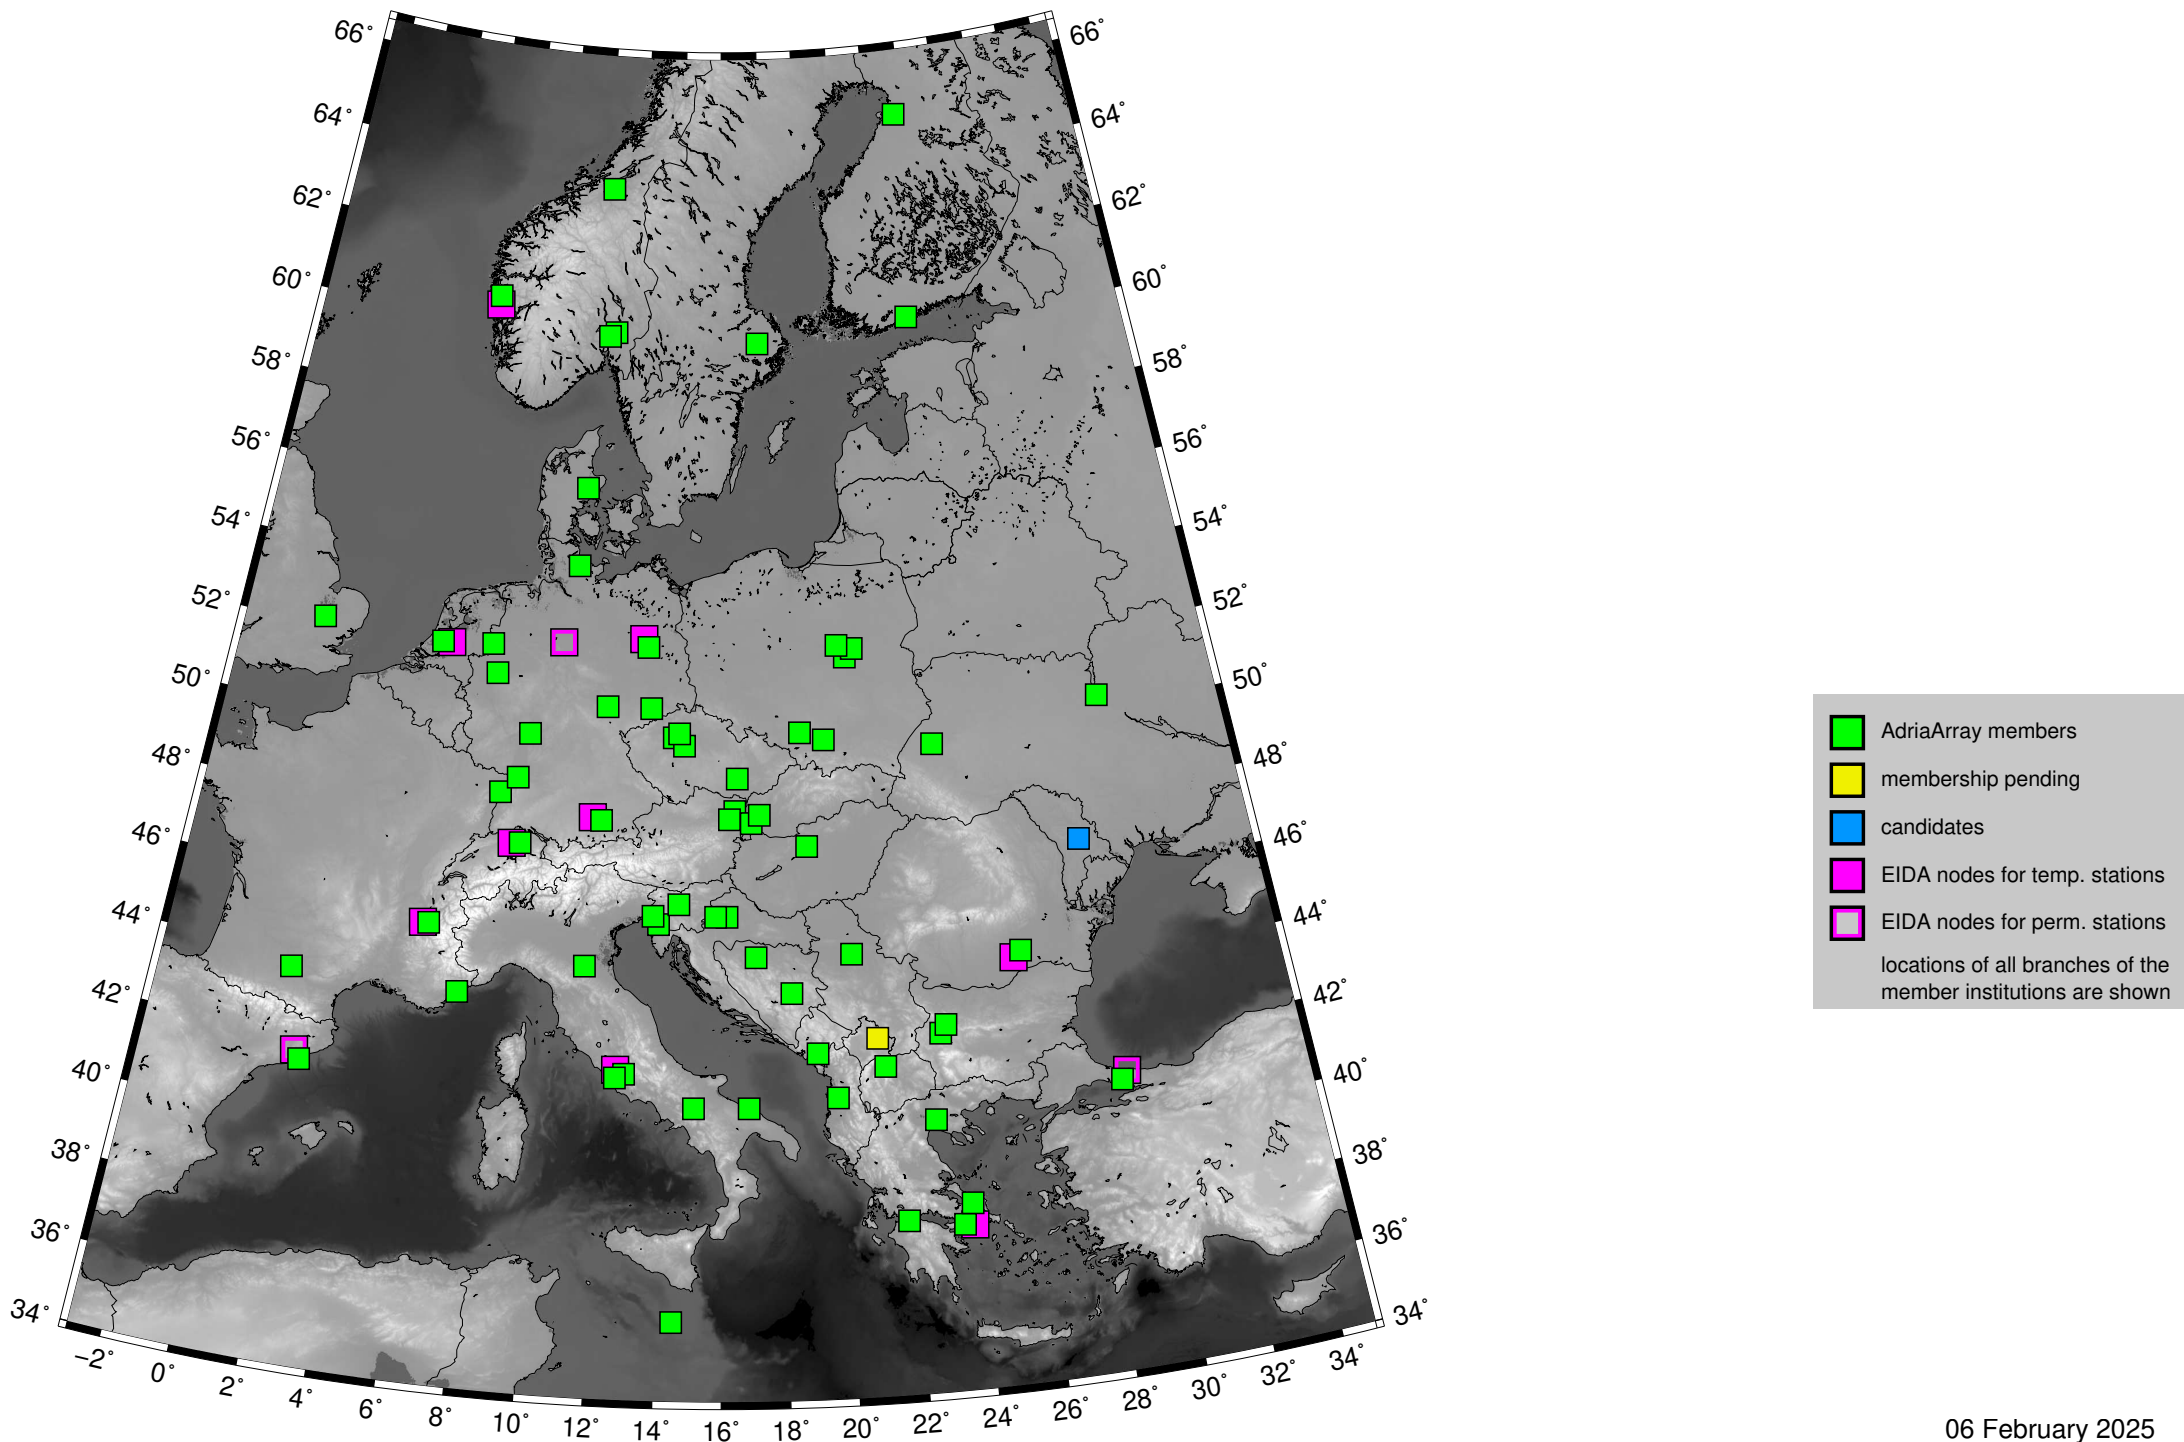 66° 66°
64° 64°
62° 62°
60° 60°
58° 58°
56° 56°
54° 54°
52° 52°
50° 50°
48° 48°
46° 46°
44° 44°
42° 42°
40° 40°
38° 38°
36° 36°
34° 34°
−2° 0° 2° 4° 6° 8° 10° 12° 14° 16° 18° 20° 22° 24° 26° 28° 30° 32° 34°
AdriaArray members
membership pending
candidates
EIDA nodes for temp. stations
EIDA nodes for perm. stations
locations of all branches of the
member institutions are shown
06 February 2025